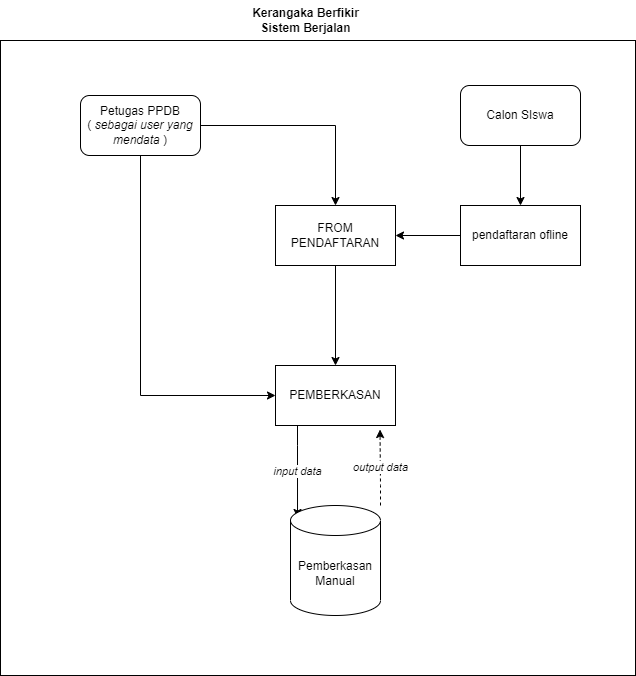 Kerangaka Berfikir
Sistem Berjalan
Petugas PPDB
( sebagai user yang
mendata )
Calon SIswa
FROM
PENDAFTARAN
pendaftaran ofline
PEMBERKASAN
input data
output data
Pemberkasan
Manual